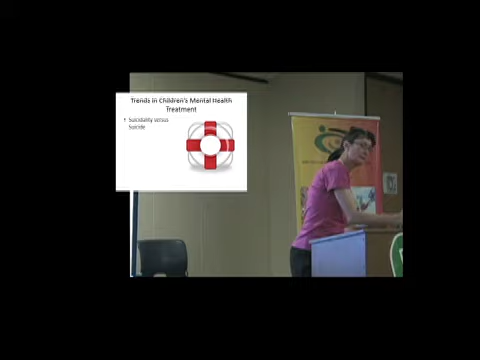 Trends in Children's Mental Health
Treatment
• Suicidality versus
Suicide